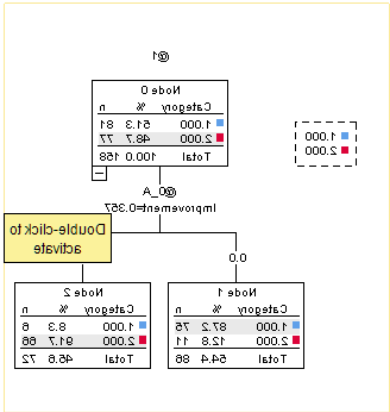 @1
Node 0
Category % n
1.000 51.3 81
2.000 48.7 77
Total 100.0 158
1.000
2.000
@0_A
Improvement=0.357
0.0
Double-click to
activate
Node 1
Category % n
1.000 87.2 75
2.000 12.8 11
Total 54.4 86
Node 2
Category % n
1.000 8.3 6
2.000 91.7 66
Total 45.6 72